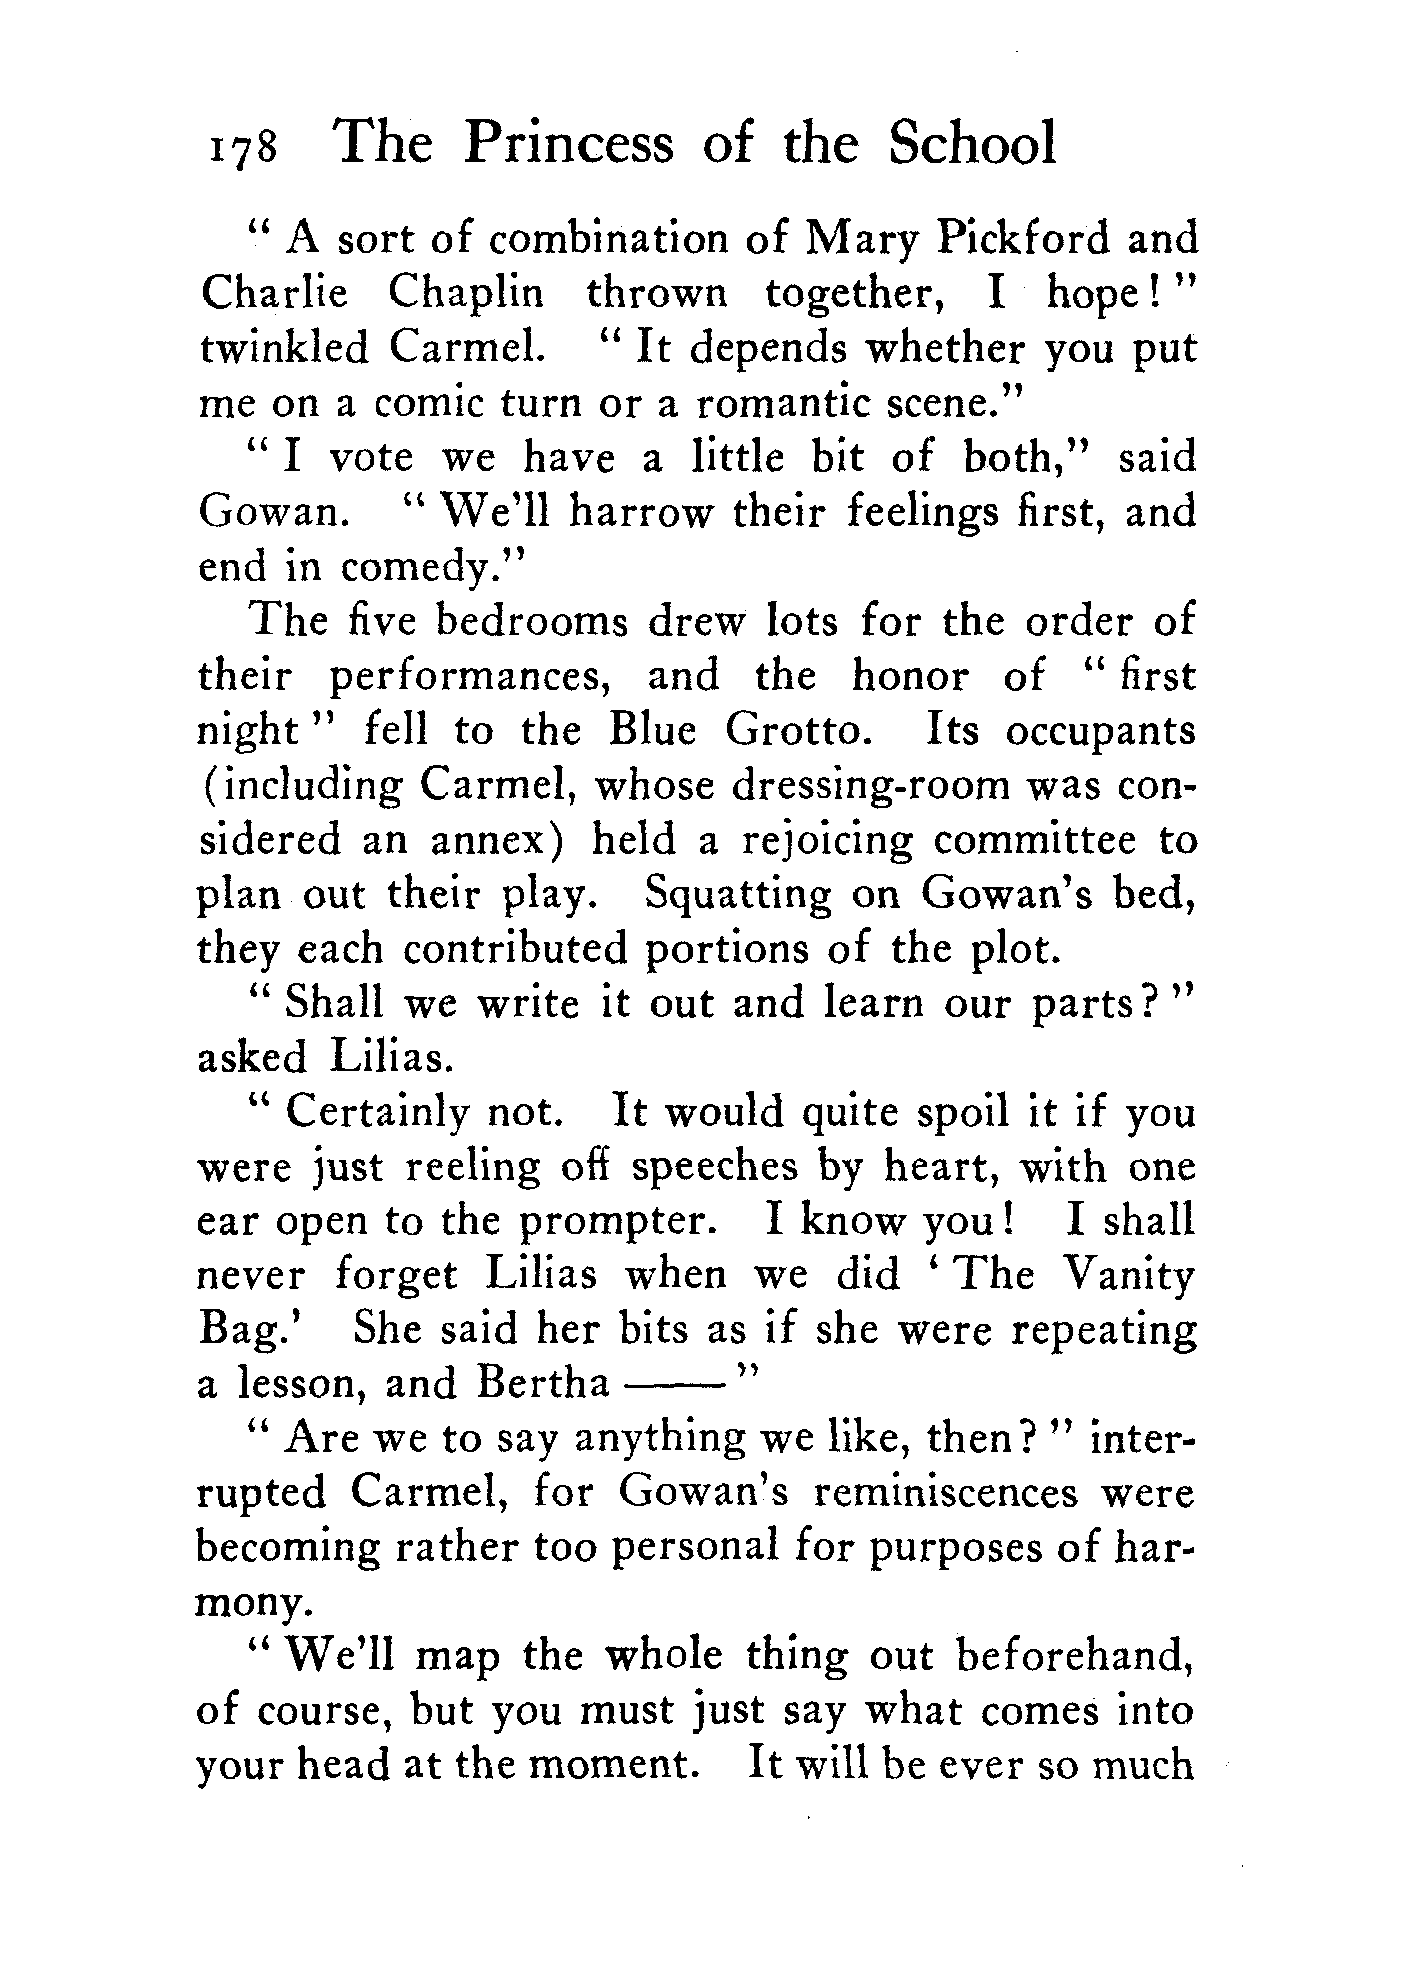 178 The Princess of the School
" A sort of combination of Mary Pickford and
Charlie Chaplin thrown together, I hope! "
twinkled Carmel. " It depends whether you put
me on a comic turn or a romantic scene."
" I vote we have a little bit of both," said
Gowan. " We'll harrow their feelings first, and
end in comedy."
The five bedrooms drew lots for the order of
their performances, and the honor of " first
night " fell to the Blue Grotto. Its occupants
(including Carmel, whose dressing-room was con-
sidered an annex) held a rejoicing committee to
plan out their play. Squatting on Gowan's bed,
they each contributed portions of the plot.
" Shall we write it out and learn our parts? "
asked Lilias.
" Certainly not. It would quite spoil it if you
were just reeling off speeches by heart, with one
ear open to the prompter. I know you! I shall
never forget Lilias when we did ' The Vanity
Bag.' She said her bits as if she were repeating
a lesson, and Bertha —— "
" Are we to say anything we like, then? " inter-
rupted Carmel, for Gowan's reminiscences were
becoming rather too personal for purposes of har-
mony.
" We'll map the whole thing out beforehand,
of course, but you must just say what comes into
your head at the moment. It will be ever so much